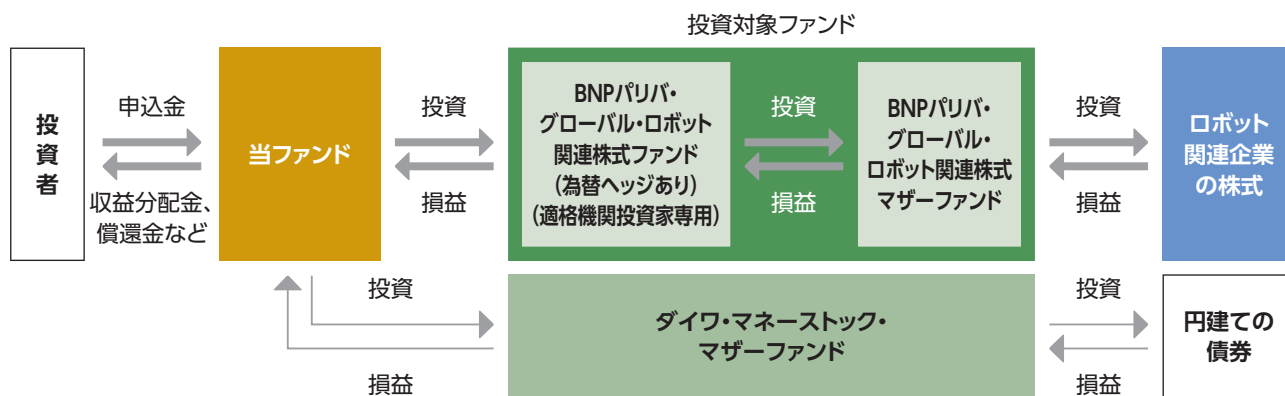 投資対象ファンド
投
資
者
申込金
収益分配金、
償還金など
当ファンド
投資
損益
BNPパリバ・
グローバル・ロボット
関連株式ファンド
(為替ヘッジあり)
(適格機関投資家専用)
投資
損益
BNPパリバ・
グローバル・
ロボット関連株式
マザーファンド
投資
損益
ロボット
関連企業
の株式
投資
損益
ダイワ・マネーストック・
マザーファンド
投資
損益
円建ての
債券